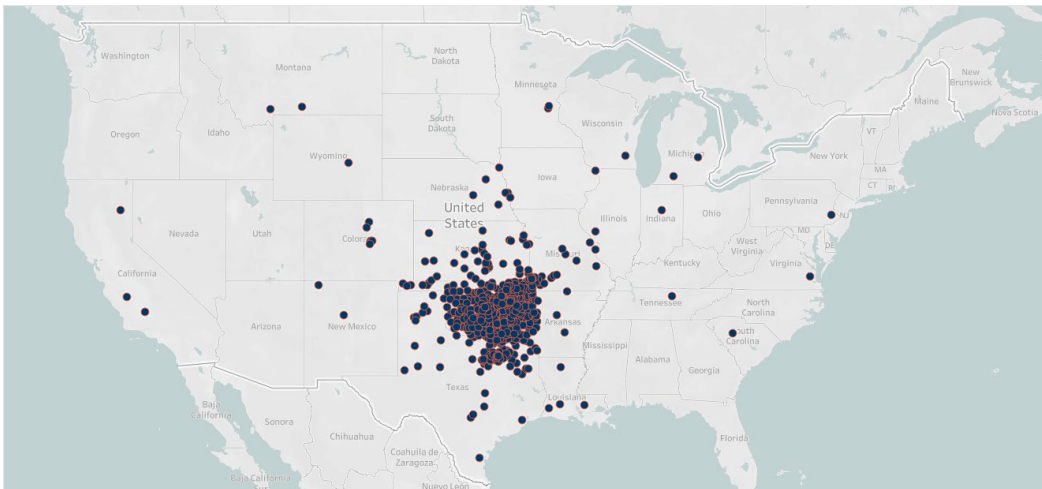 Washington
Montana
North
Dakota
Minnesota
New
Brunswick
Maine
Nova Scotia
Oregon
Idaho
South
Dakota
Wisconsin
Michigan
VT
New York
Wyoming
MA
CT
RI
Nebraska
Iowa
United
States
Nevada
Utah
Illinois
Indiana
Ohio
Pennsylvania
NJ
MD
DE
West
Virginia
Virginia
California
Kentucky
Tennessee
North
Carolina
Arizona
New Mexico
Arkansas
Mississippi
Alabama
South
Carolina
Georgia
Texas
Louisiana
Florida
Baja
California
Sonora
Chihuahua
Coahuila de
Zaragoza
Baja California
Nuevo León